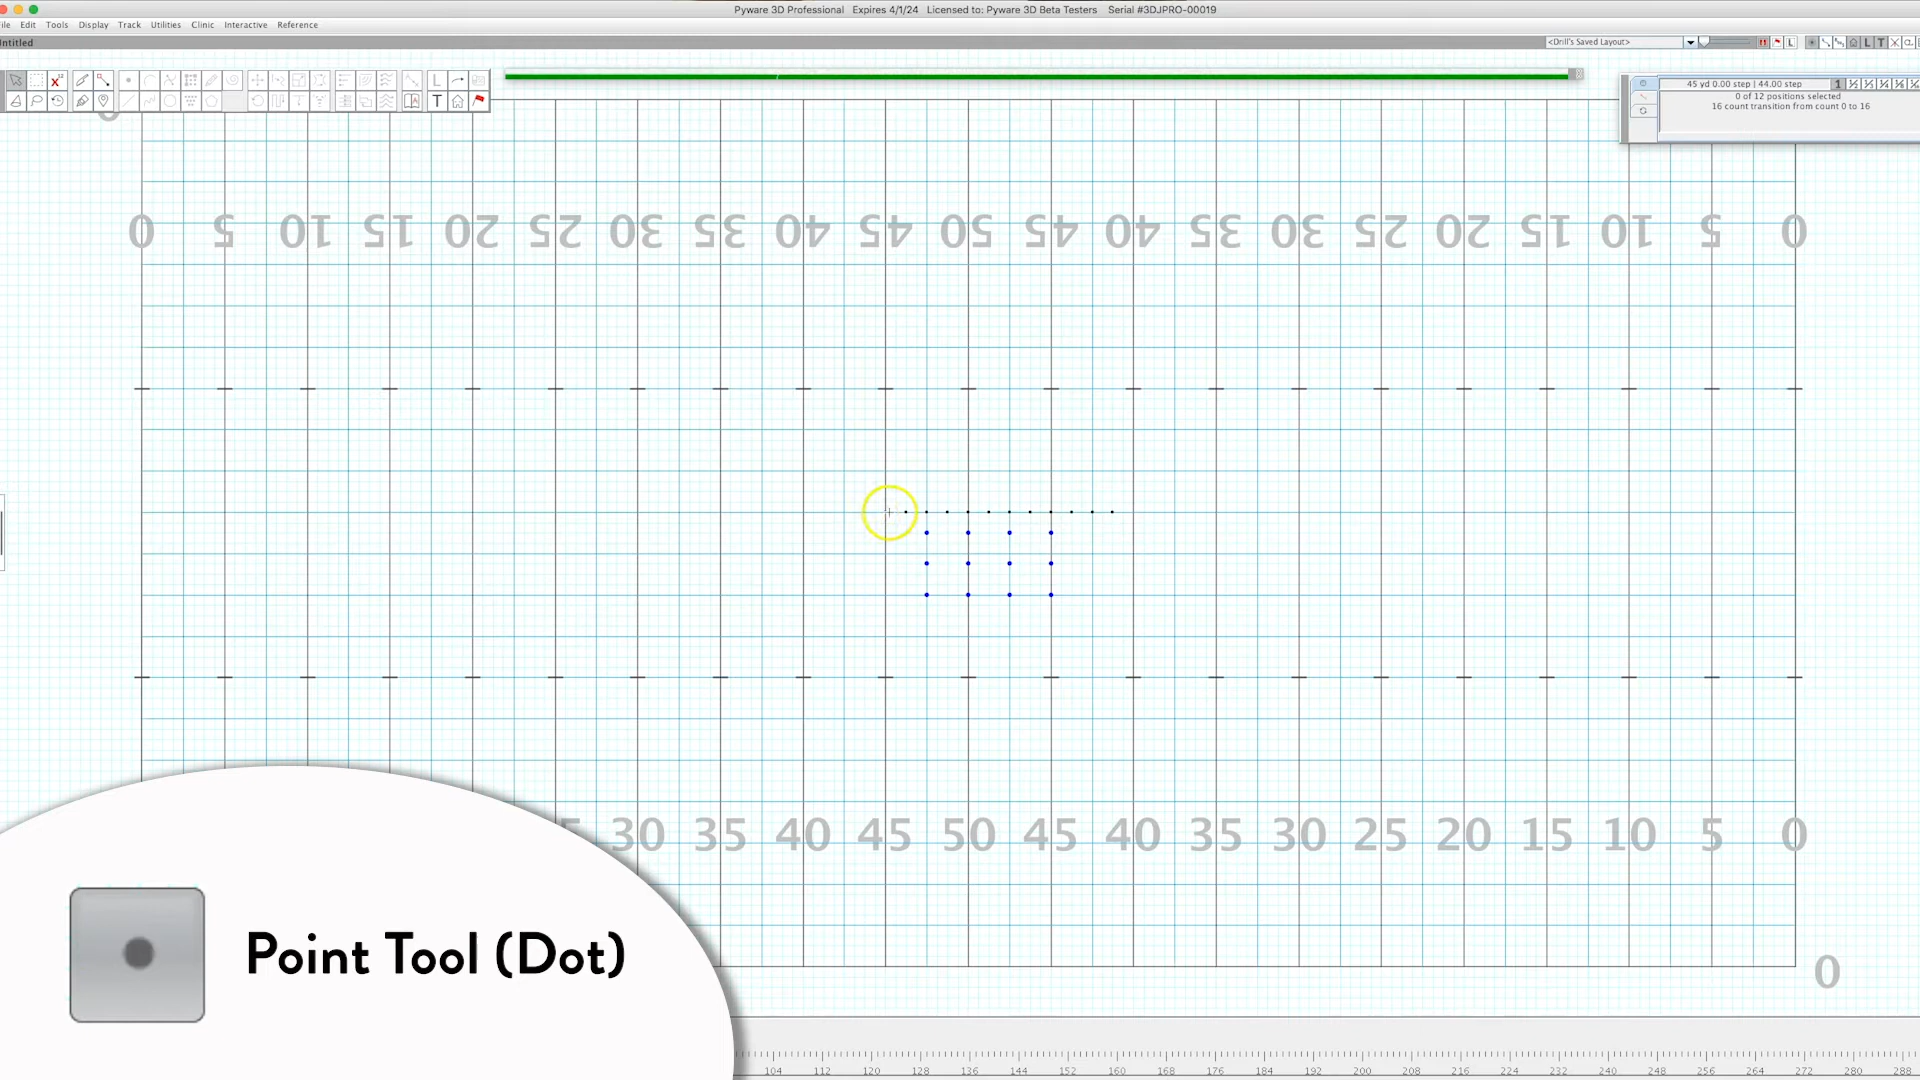 Pyware 3D Professional Expires 4/1/24 Licensed to: Pyware 3D Beta Testers Serial #3DJPRO-00019
ile Edit Tools Display Track Utilities Clinic Interactive Reference
ntitled
<Drill's Saved Layout>
45 yd 0.00 step | 44.00 step
0 of 12 positions selected
16 count transition from count 0 to 16
0
0 5 10 15 20 25 30 35 40 45 50 45 40 35 30 25 20 15 10 5 0
30 35 40 45 50 45 40 35 30 25 20 15 10 5 0
0
Point Tool (Dot)
104 112 120 128 136 144 152 160 168 176 184 192 200 208 216 224 232 240 248 256 264 272 280 288